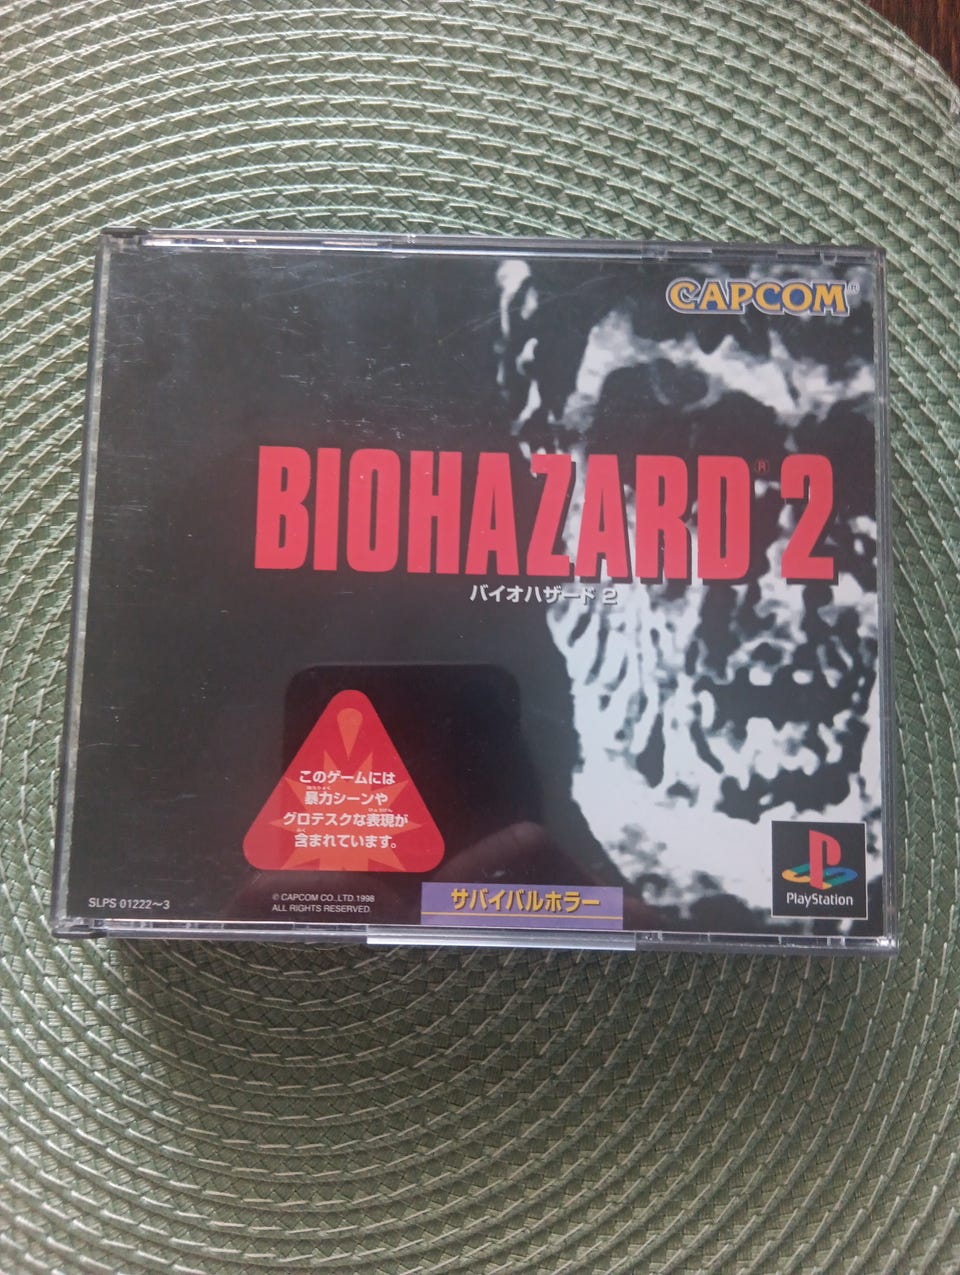 CAPCOM®
BIOHAZARD® 2
バイオハザード 2
このゲームには
暴力シーンや
グロテスクな表現が
含まれています。
SLPS 01222〜3
© CAPCOM CO.,LTD.1998
ALL RIGHTS RESERVED.
サバイバルホラー
PlayStation